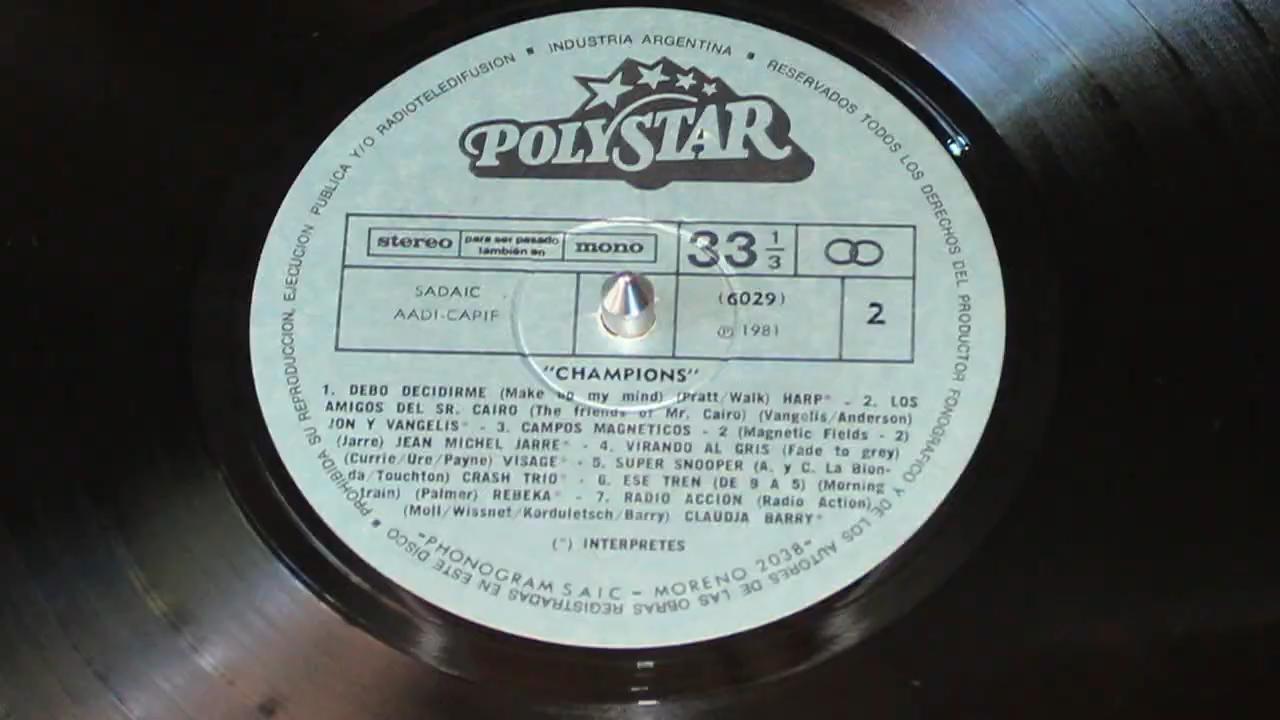 PROHIBIDA SU REPRODUCCION, EJECUCION PUBLICA Y/O RADIOTELEDIFUSION ▪ INDUSTRIA ARGENTINA ▪ RESERVADOS TODOS LOS DERECHOS DEL PRODUCTOR FONOGRAFICO Y DE LOS AUTORES DE LAS OBRAS REGISTRADAS EN ESTE DISCO ▪
POLYSTAR
stereo para ser pasado también en mono
33 1/3
SADAIC
AADI-CAPIF
(6029)
℗ 1981
2
"CHAMPIONS"
1. DEBO DECIDIRME (Make up my mind) (Pratt/Walk) HARP* - 2. LOS
AMIGOS DEL SR. CAIRO (The friends of Mr. Cairo) (Vangelis/Anderson)
JON Y VANGELIS* - 3. CAMPOS MAGNETICOS - 2 (Magnetic Fields - 2)
(Jarre) JEAN MICHEL JARRE* - 4. VIRANDO AL GRIS (Fade to grey)
(Currie/Ure/Payne) VISAGE* - 5. SUPER SNOOPER (A. y C. La Bion-
da/Touchton) CRASH TRIO* - 6. ESE TREN (DE 9 A 5) (Morning
train) (Palmer) REBEKA* - 7. RADIO ACCION (Radio Action)
(Moll/Wissnet/Korduletsch/Barry) CLAUDJA BARRY*
(*) INTERPRETES
-PHONOGRAM S A I C - MORENO 2038-